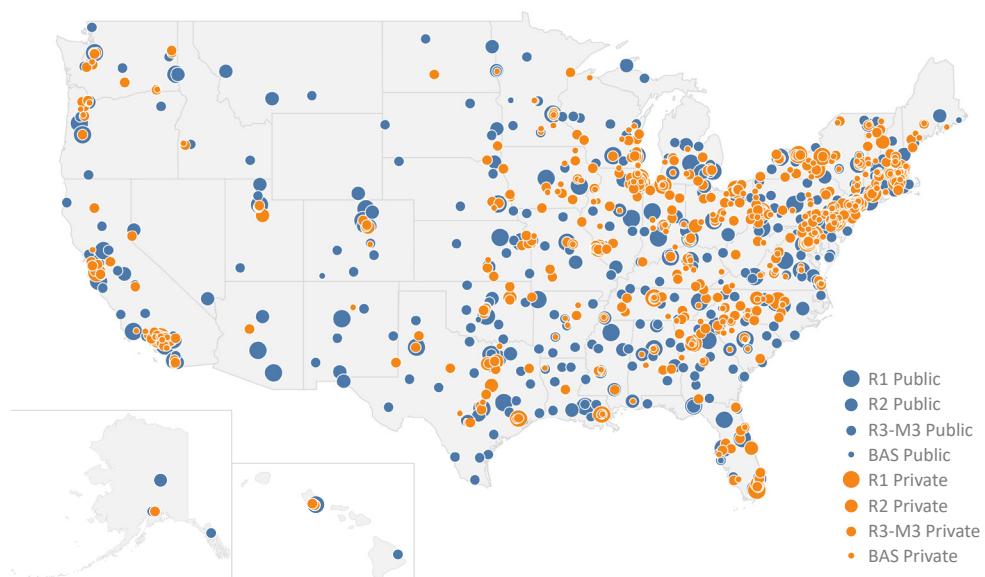 R1 Public
R2 Public
R3-M3 Public
BAS Public
R1 Private
R2 Private
R3-M3 Private
BAS Private